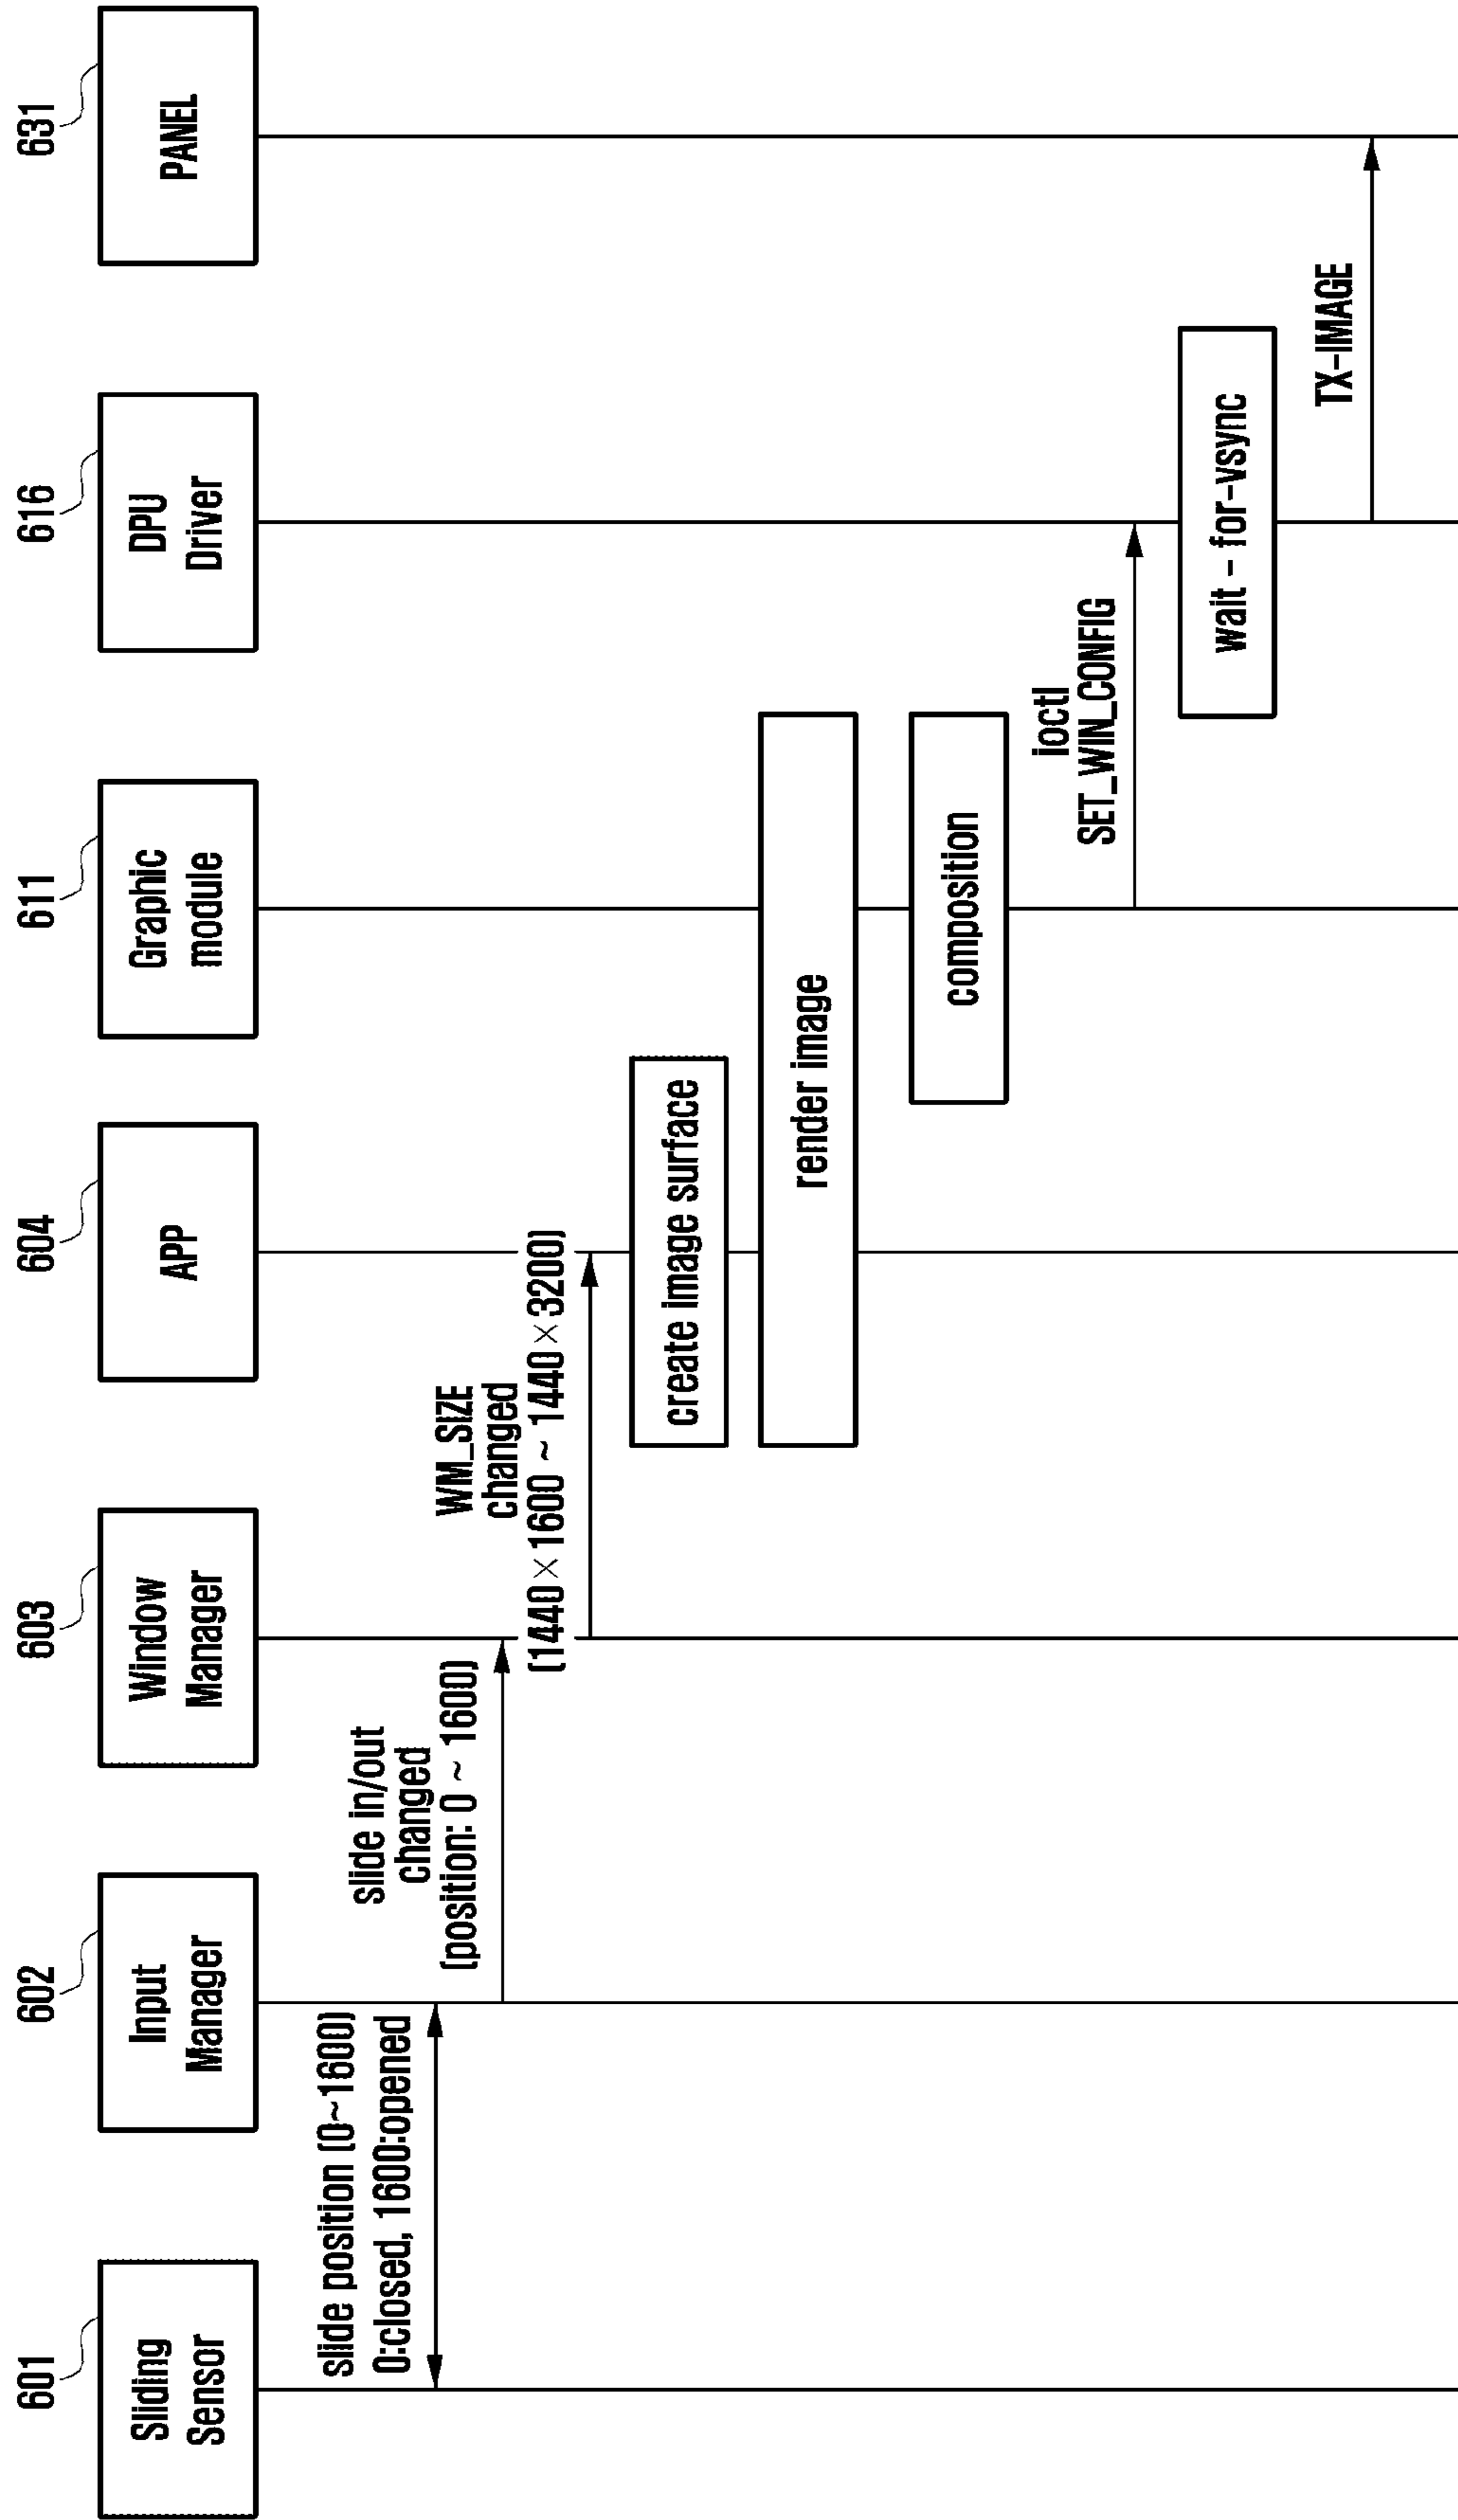 601
602
603
604
611
616
631
Sliding
Sensor
Input
Manager
Window
Manager
APP
Graphic
module
DPU
Driver
PANEL
slide position (0~1600)
0:closed, 1600:opened
slide in/out
changed
(position: 0 ~ 1600)
WM_SIZE
changed
(1440×1600 ~ 1440×3200)
create image surface
render image
composition
ioctl
SET_WIN_CONFIG
wait - for-vsync
TX-IMAGE